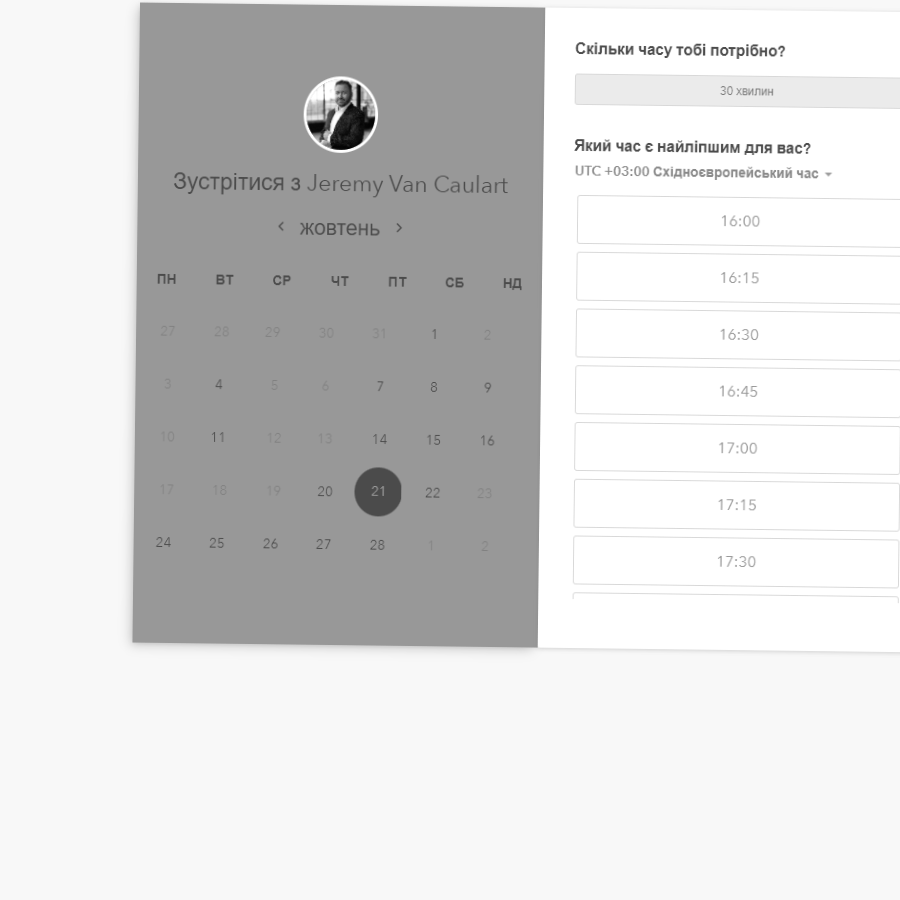 Зустрітися з Jeremy Van Caulart
жовтень
ПН ВТ СР ЧТ ПТ СБ НД
27 28 29 30 31 1 2
3 4 5 6 7 8 9
10 11 12 13 14 15 16
17 18 19 20 21 22 23
24 25 26 27 28 1 2
Скільки часу тобі потрібно?
30 хвилин
Який час є найліпшим для вас?
UTC +03:00 Східноєвропейський час
16:00
16:15
16:30
16:45
17:00
17:15
17:30